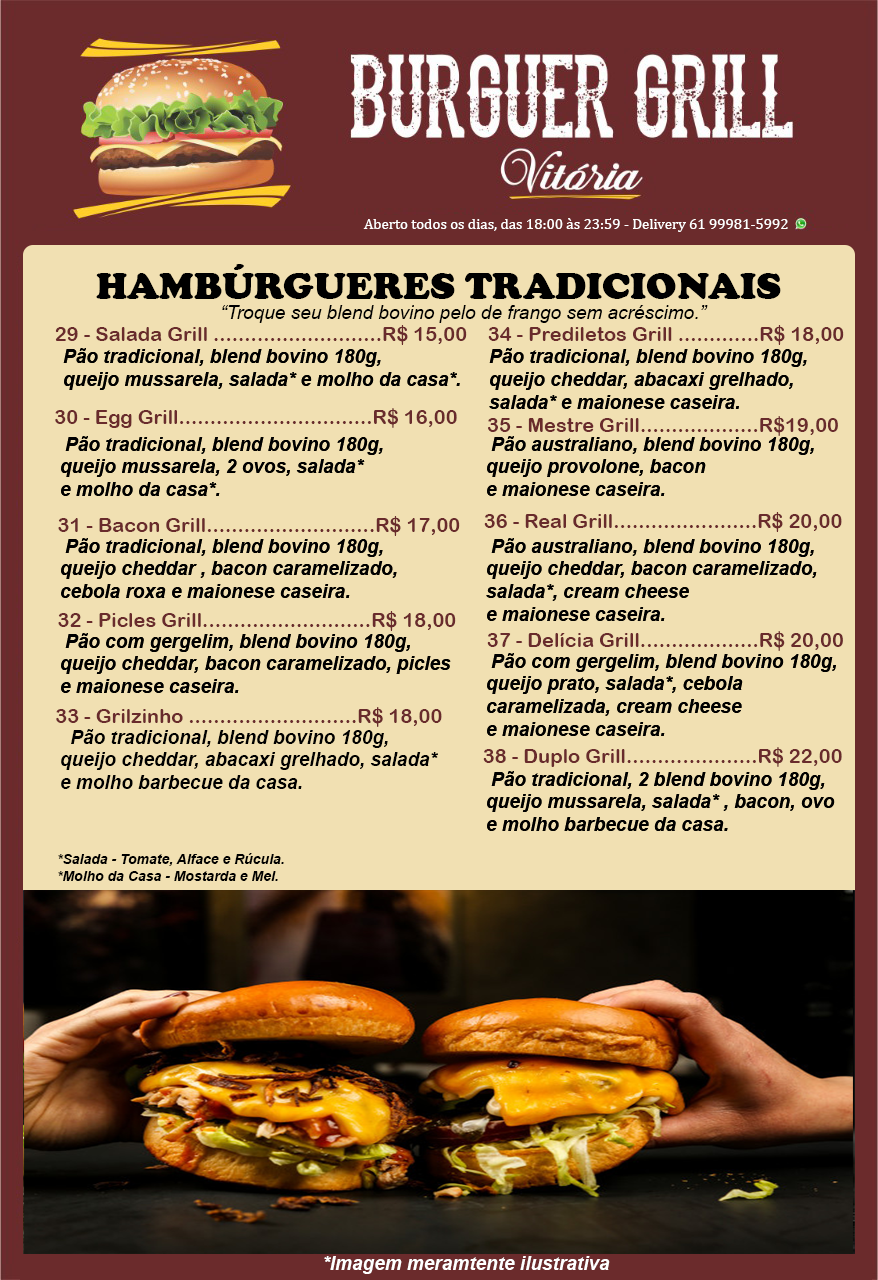 BURGUER GRILL
Vitória
Aberto todos os dias, das 18:00 às 23:59 - Delivery 61 99981-5992
HAMBÚRGUERES TRADICIONAIS
“Troque seu blend bovino pelo de frango sem acréscimo.”
29 - Salada Grill ...........................R$ 15,00
Pão tradicional, blend bovino 180g,
queijo mussarela, salada* e molho da casa*.
30 - Egg Grill...............................R$ 16,00
Pão tradicional, blend bovino 180g,
queijo mussarela, 2 ovos, salada*
e molho da casa*.
31 - Bacon Grill...........................R$ 17,00
Pão tradicional, blend bovino 180g,
queijo cheddar , bacon caramelizado,
cebola roxa e maionese caseira.
32 - Picles Grill...........................R$ 18,00
Pão com gergelim, blend bovino 180g,
queijo cheddar, bacon caramelizado, picles
e maionese caseira.
33 - Grilzinho ...........................R$ 18,00
Pão tradicional, blend bovino 180g,
queijo cheddar, abacaxi grelhado, salada*
e molho barbecue da casa.
34 - Prediletos Grill .............R$ 18,00
Pão tradicional, blend bovino 180g,
queijo cheddar, abacaxi grelhado,
salada* e maionese caseira.
35 - Mestre Grill...................R$19,00
Pão australiano, blend bovino 180g,
queijo provolone, bacon
e maionese caseira.
36 - Real Grill.......................R$ 20,00
Pão australiano, blend bovino 180g,
queijo cheddar, bacon caramelizado,
salada*, cream cheese
e maionese caseira.
37 - Delícia Grill...................R$ 20,00
Pão com gergelim, blend bovino 180g,
queijo prato, salada*, cebola
caramelizada, cream cheese
e maionese caseira.
38 - Duplo Grill.....................R$ 22,00
Pão tradicional, 2 blend bovino 180g,
queijo mussarela, salada* , bacon, ovo
e molho barbecue da casa.
*Salada - Tomate, Alface e Rúcula.
*Molho da Casa - Mostarda e Mel.
*Imagem meramtente ilustrativa